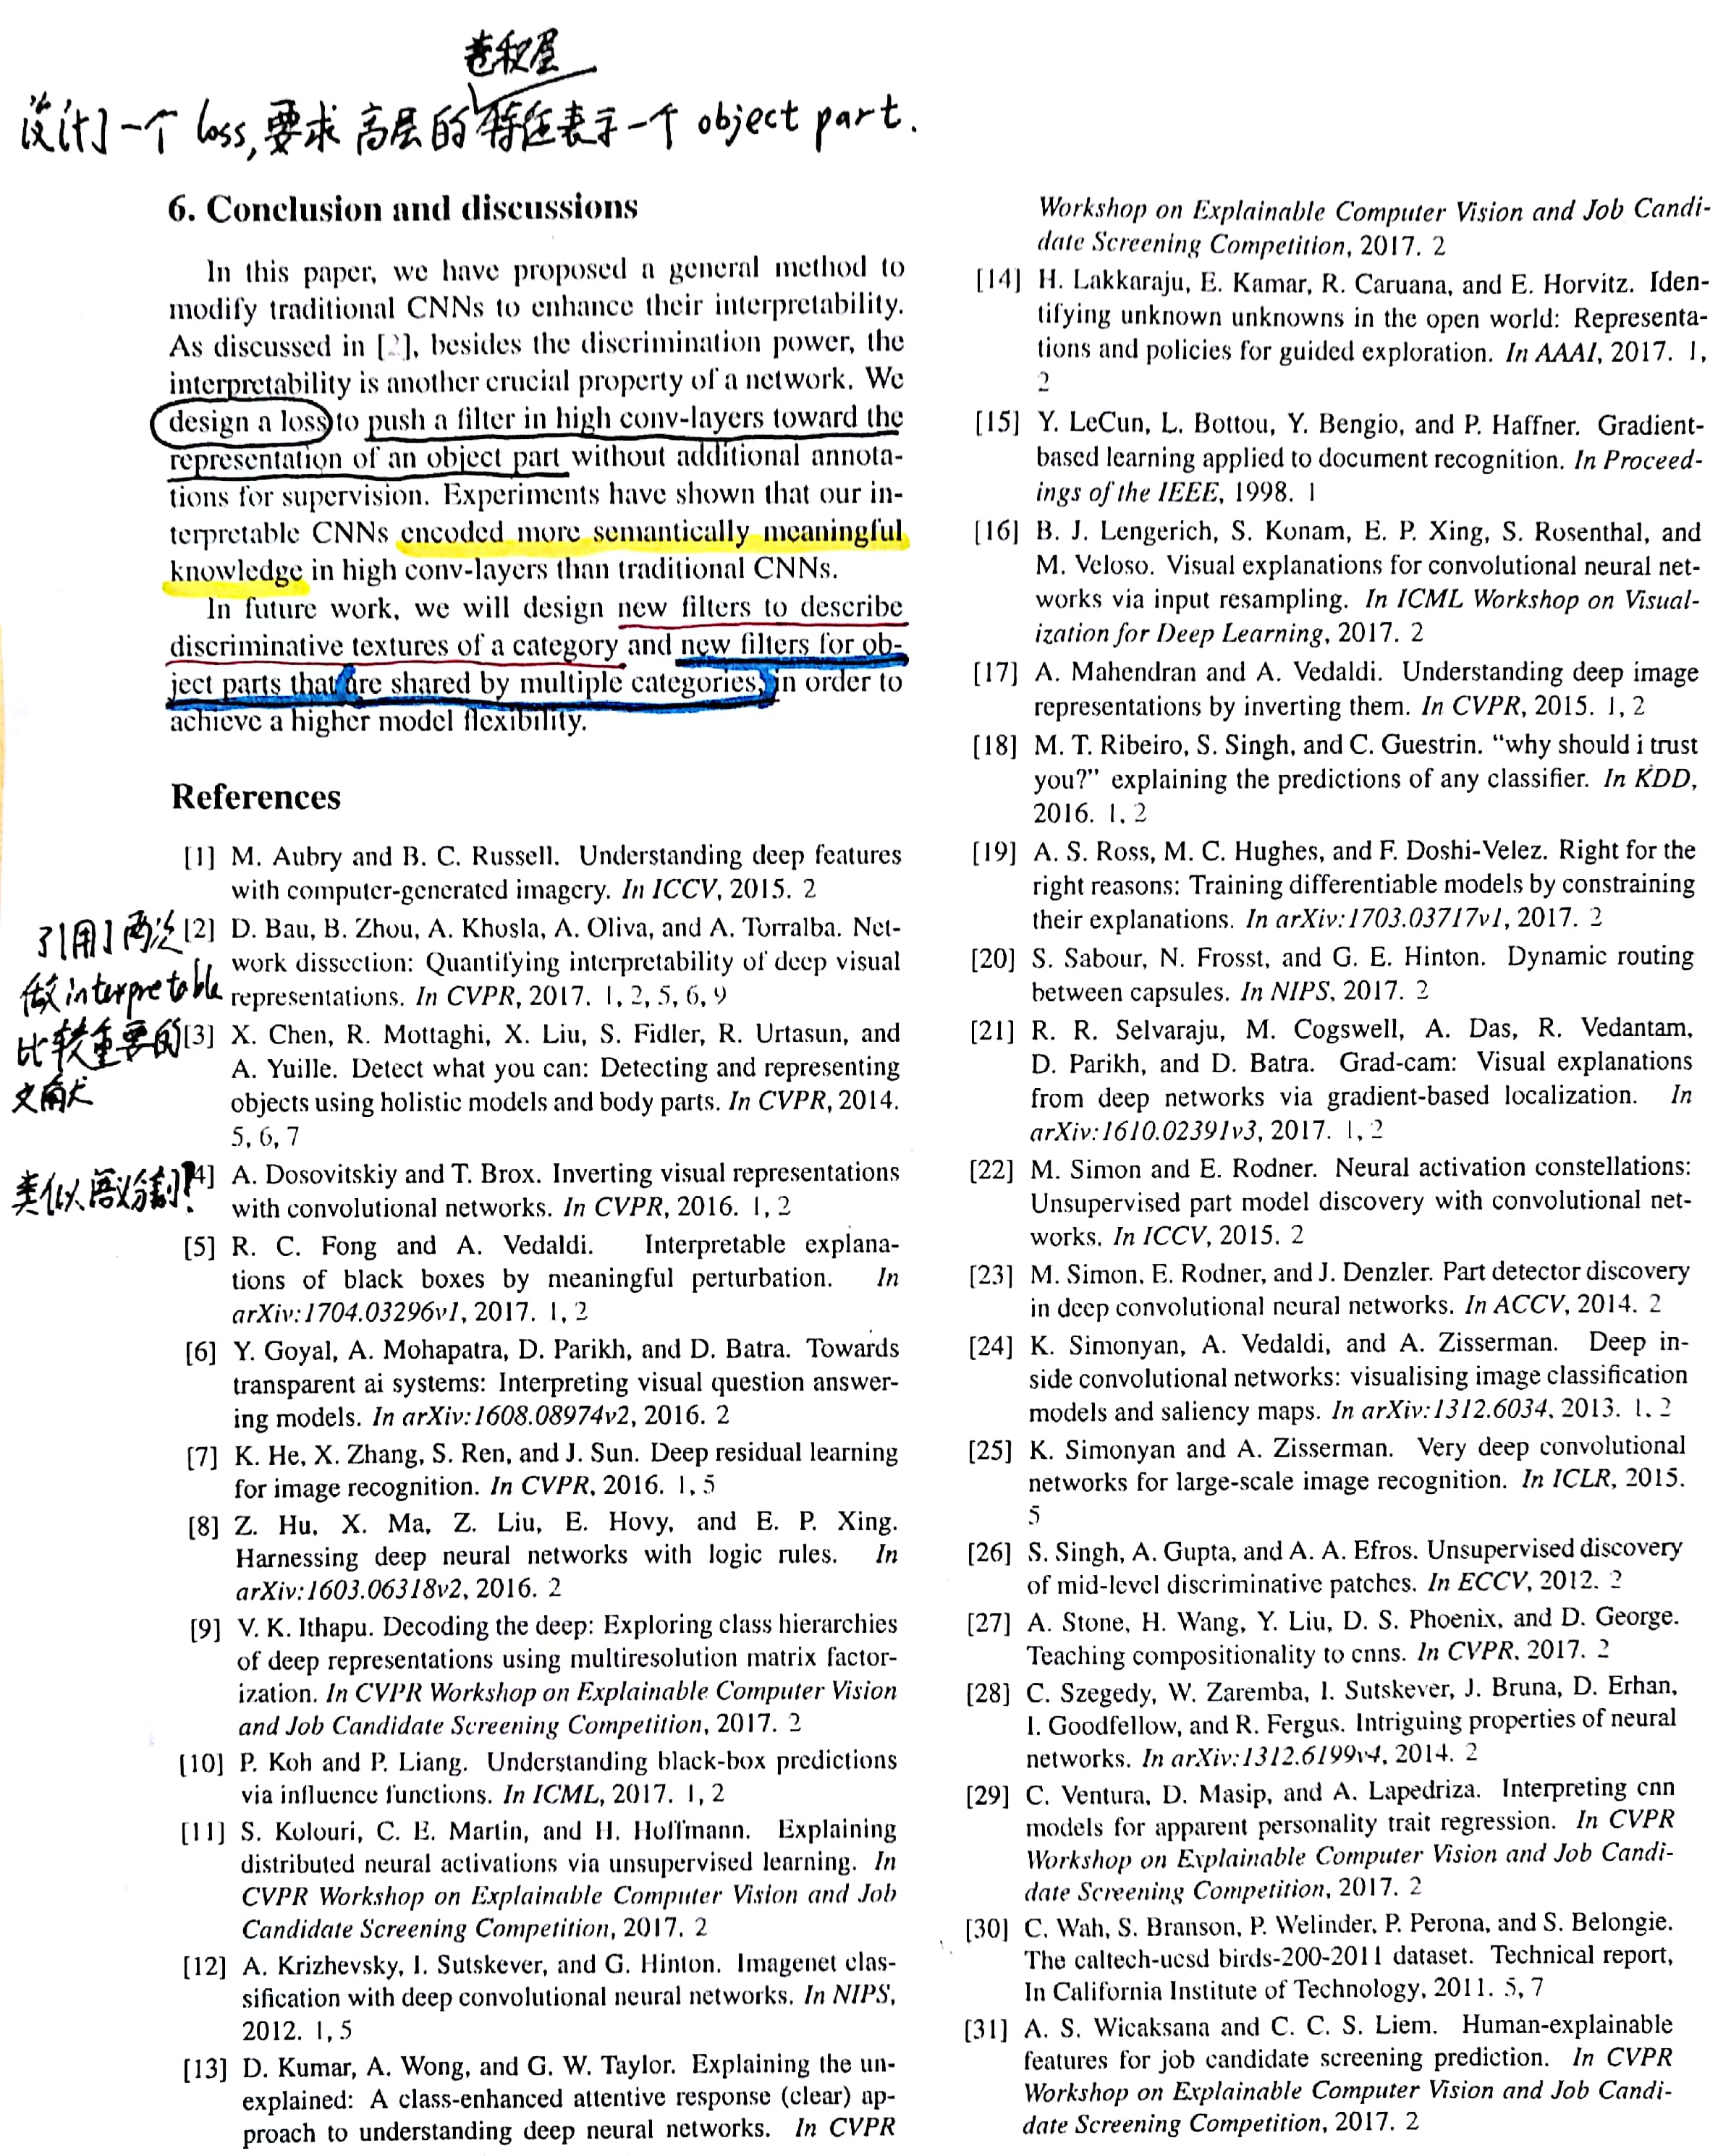 卷积层
设计了一个 loss, 要求 高层的特征表示一个 object part.
6. Conclusion and discussions
In this paper, we have proposed a general method to
modify traditional CNNs to enhance their interpretability.
As discussed in [2], besides the discrimination power, the
interpretability is another crucial property of a network. We
design a loss to push a filter in high conv-layers toward the
representation of an object part without additional annota-
tions for supervision. Experiments have shown that our in-
terpretable CNNs encoded more semantically meaningful
knowledge in high conv-layers than traditional CNNs.
In future work, we will design new filters to describe
discriminative textures of a category and new filters for ob-
ject parts that are shared by multiple categories, in order to
achieve a higher model flexibility.
References
[1] M. Aubry and B. C. Russell. Understanding deep features
with computer-generated imagery. In ICCV, 2015. 2
引用了两次
做 interpretable
比较重要的
文献
[2] D. Bau, B. Zhou, A. Khosla, A. Oliva, and A. Torralba. Net-
work dissection: Quantifying interpretability of deep visual
representations. In CVPR, 2017. 1, 2, 5, 6, 9
[3] X. Chen, R. Mottaghi, X. Liu, S. Fidler, R. Urtasun, and
A. Yuille. Detect what you can: Detecting and representing
objects using holistic models and body parts. In CVPR, 2014.
5, 6, 7
类似语义分割?
[4] A. Dosovitskiy and T. Brox. Inverting visual representations
with convolutional networks. In CVPR, 2016. 1, 2
[5] R. C. Fong and A. Vedaldi. Interpretable explana-
tions of black boxes by meaningful perturbation. In
arXiv:1704.03296v1, 2017. 1, 2
[6] Y. Goyal, A. Mohapatra, D. Parikh, and D. Batra. Towards
transparent ai systems: Interpreting visual question answer-
ing models. In arXiv:1608.08974v2, 2016. 2
[7] K. He, X. Zhang, S. Ren, and J. Sun. Deep residual learning
for image recognition. In CVPR, 2016. 1, 5
[8] Z. Hu, X. Ma, Z. Liu, E. Hovy, and E. P. Xing.
Harnessing deep neural networks with logic rules. In
arXiv:1603.06318v2, 2016. 2
[9] V. K. Ithapu. Decoding the deep: Exploring class hierarchies
of deep representations using multiresolution matrix factor-
ization. In CVPR Workshop on Explainable Computer Vision
and Job Candidate Screening Competition, 2017. 2
[10] P. Koh and P. Liang. Understanding black-box predictions
via influence functions. In ICML, 2017. 1, 2
[11] S. Kolouri, C. E. Martin, and H. Hoffmann. Explaining
distributed neural activations via unsupervised learning. In
CVPR Workshop on Explainable Computer Vision and Job
Candidate Screening Competition, 2017. 2
[12] A. Krizhevsky, I. Sutskever, and G. Hinton. Imagenet clas-
sification with deep convolutional neural networks. In NIPS,
2012. 1, 5
[13] D. Kumar, A. Wong, and G. W. Taylor. Explaining the un-
explained: A class-enhanced attentive response (clear) ap-
proach to understanding deep neural networks. In CVPR
Workshop on Explainable Computer Vision and Job Candi-
date Screening Competition, 2017. 2
[14] H. Lakkaraju, E. Kamar, R. Caruana, and E. Horvitz. Iden-
tifying unknown unknowns in the open world: Representa-
tions and policies for guided exploration. In AAAI, 2017. 1,
2
[15] Y. LeCun, L. Bottou, Y. Bengio, and P. Haffner. Gradient-
based learning applied to document recognition. In Proceed-
ings of the IEEE, 1998. 1
[16] B. J. Lengerich, S. Konam, E. P. Xing, S. Rosenthal, and
M. Veloso. Visual explanations for convolutional neural net-
works via input resampling. In ICML Workshop on Visual-
ization for Deep Learning, 2017. 2
[17] A. Mahendran and A. Vedaldi. Understanding deep image
representations by inverting them. In CVPR, 2015. 1, 2
[18] M. T. Ribeiro, S. Singh, and C. Guestrin. “why should i trust
you?” explaining the predictions of any classifier. In KDD,
2016. 1, 2
[19] A. S. Ross, M. C. Hughes, and F. Doshi-Velez. Right for the
right reasons: Training differentiable models by constraining
their explanations. In arXiv:1703.03717v1, 2017. 2
[20] S. Sabour, N. Frosst, and G. E. Hinton. Dynamic routing
between capsules. In NIPS, 2017. 2
[21] R. R. Selvaraju, M. Cogswell, A. Das, R. Vedantam,
D. Parikh, and D. Batra. Grad-cam: Visual explanations
from deep networks via gradient-based localization. In
arXiv:1610.02391v3, 2017. 1, 2
[22] M. Simon and E. Rodner. Neural activation constellations:
Unsupervised part model discovery with convolutional net-
works. In ICCV, 2015. 2
[23] M. Simon, E. Rodner, and J. Denzler. Part detector discovery
in deep convolutional neural networks. In ACCV, 2014. 2
[24] K. Simonyan, A. Vedaldi, and A. Zisserman. Deep in-
side convolutional networks: visualising image classification
models and saliency maps. In arXiv:1312.6034, 2013. 1, 2
[25] K. Simonyan and A. Zisserman. Very deep convolutional
networks for large-scale image recognition. In ICLR, 2015.
5
[26] S. Singh, A. Gupta, and A. A. Efros. Unsupervised discovery
of mid-level discriminative patches. In ECCV, 2012. 2
[27] A. Stone, H. Wang, Y. Liu, D. S. Phoenix, and D. George.
Teaching compositionality to cnns. In CVPR, 2017. 2
[28] C. Szegedy, W. Zaremba, I. Sutskever, J. Bruna, D. Erhan,
I. Goodfellow, and R. Fergus. Intriguing properties of neural
networks. In arXiv:1312.6199v4, 2014. 2
[29] C. Ventura, D. Masip, and A. Lapedriza. Interpreting cnn
models for apparent personality trait regression. In CVPR
Workshop on Explainable Computer Vision and Job Candi-
date Screening Competition, 2017. 2
[30] C. Wah, S. Branson, P. Welinder, P. Perona, and S. Belongie.
The caltech-ucsd birds-200-2011 dataset. Technical report,
In California Institute of Technology, 2011. 5, 7
[31] A. S. Wicaksana and C. C. S. Liem. Human-explainable
features for job candidate screening prediction. In CVPR
Workshop on Explainable Computer Vision and Job Candi-
date Screening Competition, 2017. 2